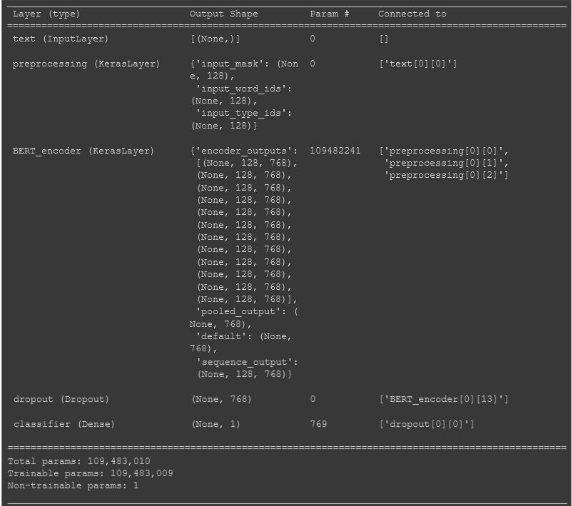 Layer (type) Output Shape Param # Connected to
text (InputLayer) [(None,)] 0 []
preprocessing (KerasLayer) {'input_mask': (Non 0 ['text[0][0]']
e, 128),
'input_word_ids':
(None, 128),
'input_type_ids':
(None, 128)}
BERT_encoder (KerasLayer) {'encoder_outputs': 109482241 ['preprocessing[0][0]',
[(None, 128, 768), 'preprocessing[0][1]',
(None, 128, 768), 'preprocessing[0][2]']
(None, 128, 768),
(None, 128, 768),
(None, 128, 768),
(None, 128, 768),
(None, 128, 768),
(None, 128, 768),
(None, 128, 768),
(None, 128, 768),
(None, 128, 768),
(None, 128, 768)],
'pooled_output': (
None, 768),
'default': (None,
768),
'sequence_output':
(None, 128, 768)}
dropout (Dropout) (None, 768) 0 ['BERT_encoder[0][13]']
classifier (Dense) (None, 1) 769 ['dropout[0][0]']
Total params: 109,483,010
Trainable params: 109,483,009
Non-trainable params: 1